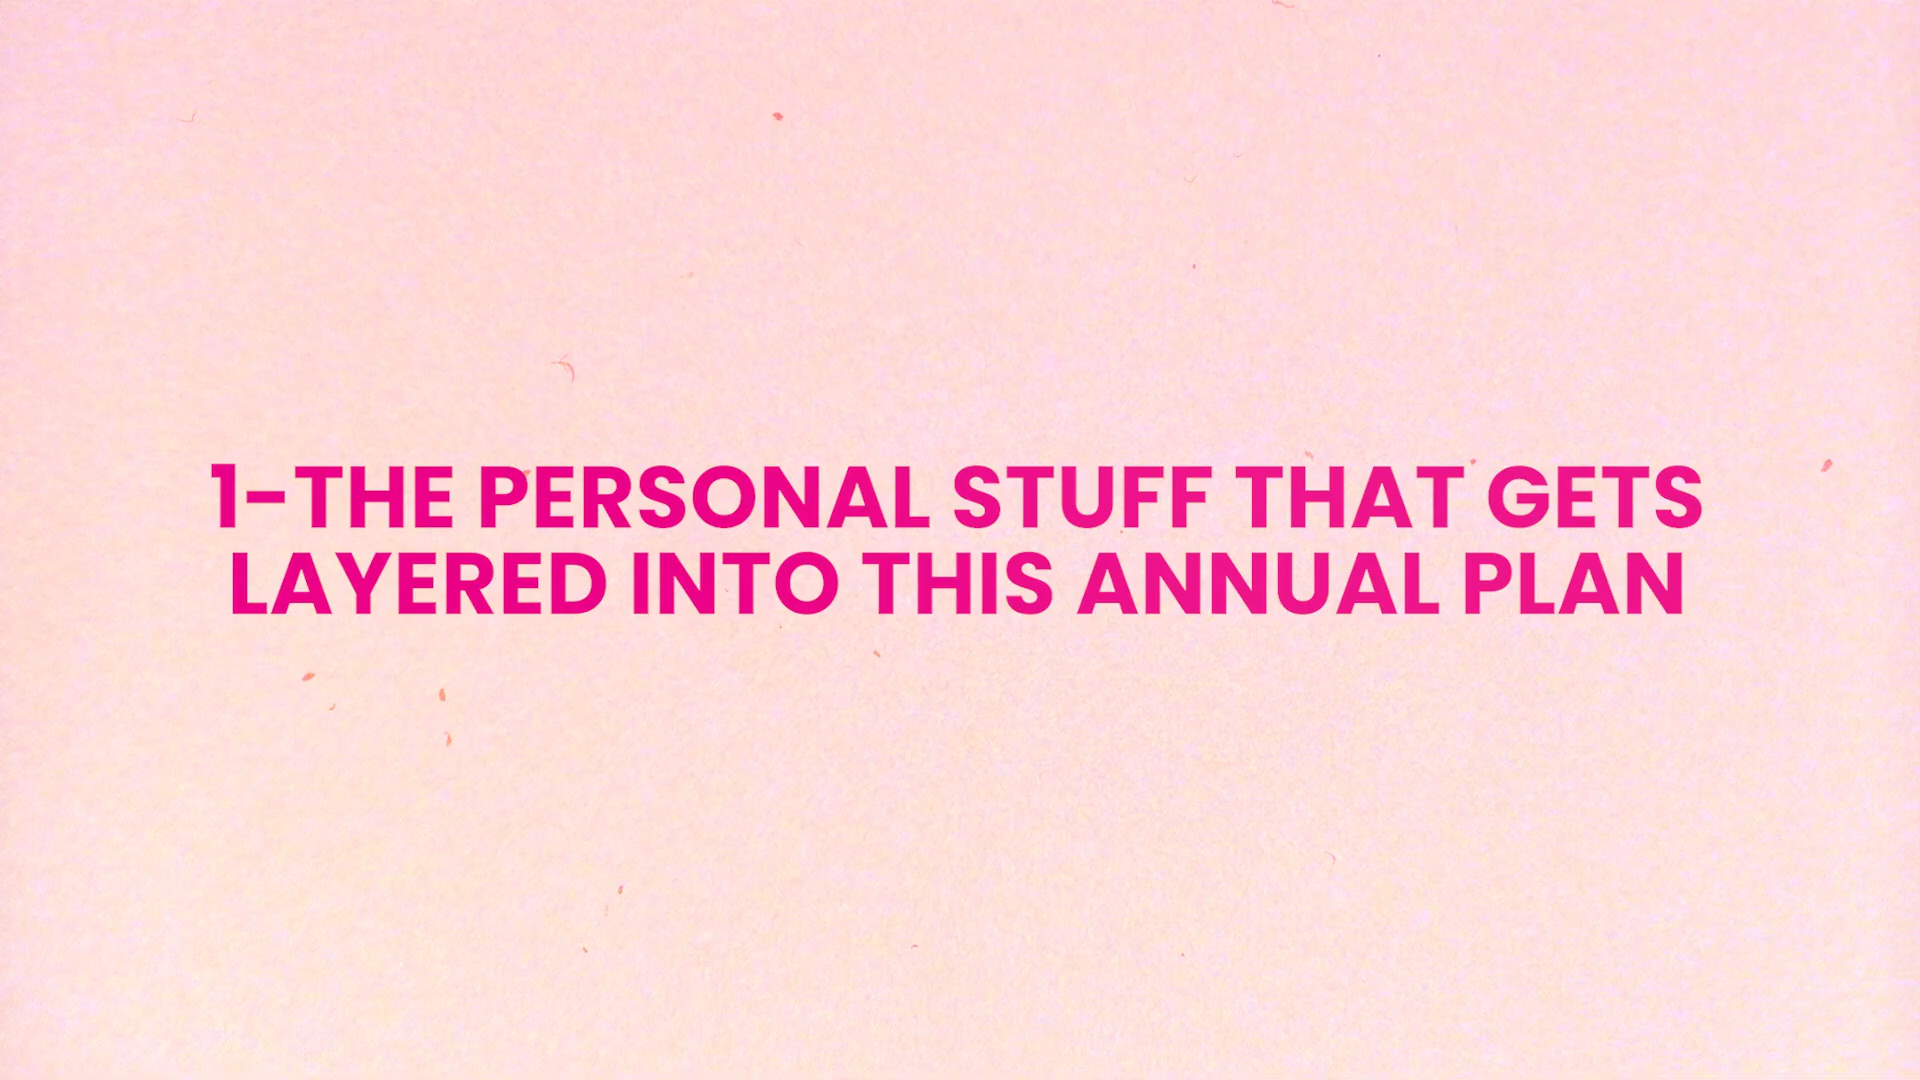 1-THE PERSONAL STUFF THAT GETS
LAYERED INTO THIS ANNUAL PLAN